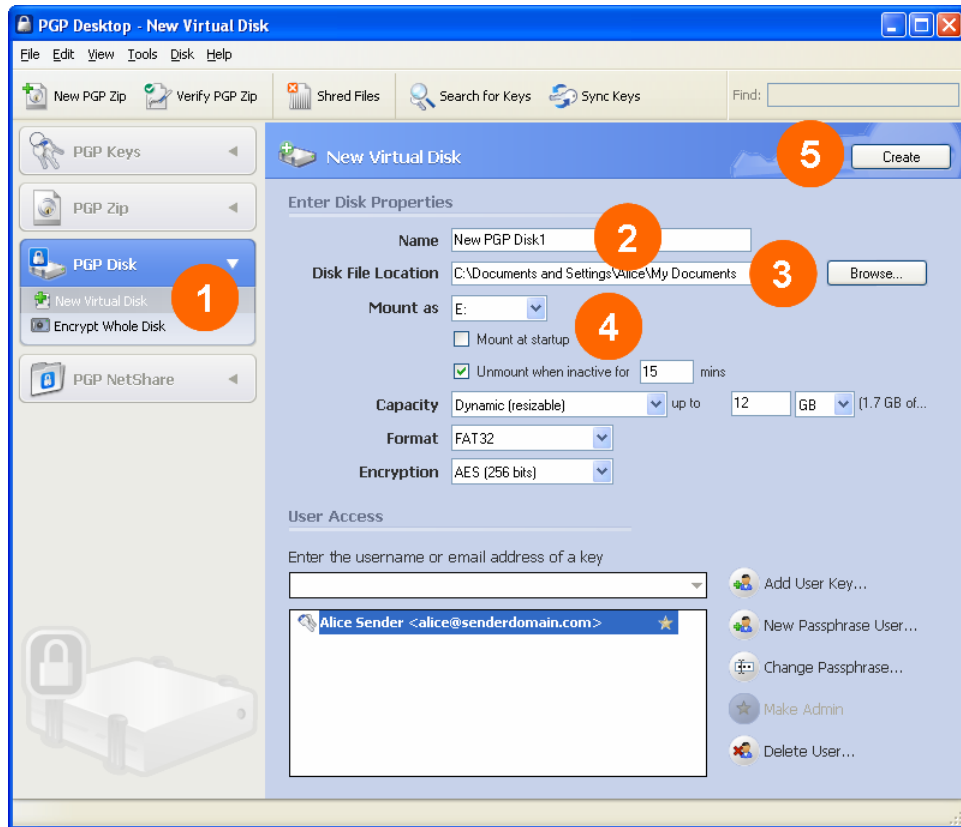 PGP Desktop - New Virtual Disk
File Edit View Tools Disk Help
New PGP Zip Verify PGP Zip Shred Files Search for Keys Sync Keys Find:
PGP Keys
PGP Zip
PGP Disk
New Virtual Disk
1
Encrypt Whole Disk
PGP NetShare
New Virtual Disk
5
Create
Enter Disk Properties
Name New PGP Disk1
2
Disk File Location C:\Documents and Settings\Alice\My Documents
3
Browse...
Mount as E:
4
Mount at startup
Unmount when inactive for 15 mins
Capacity Dynamic (resizable) up to 12 GB (1.7 GB of...
Format FAT32
Encryption AES (256 bits)
User Access
Enter the username or email address of a key
Alice Sender <alice@senderdomain.com>
Add User Key...
New Passphrase User...
Change Passphrase...
Make Admin
Delete User...